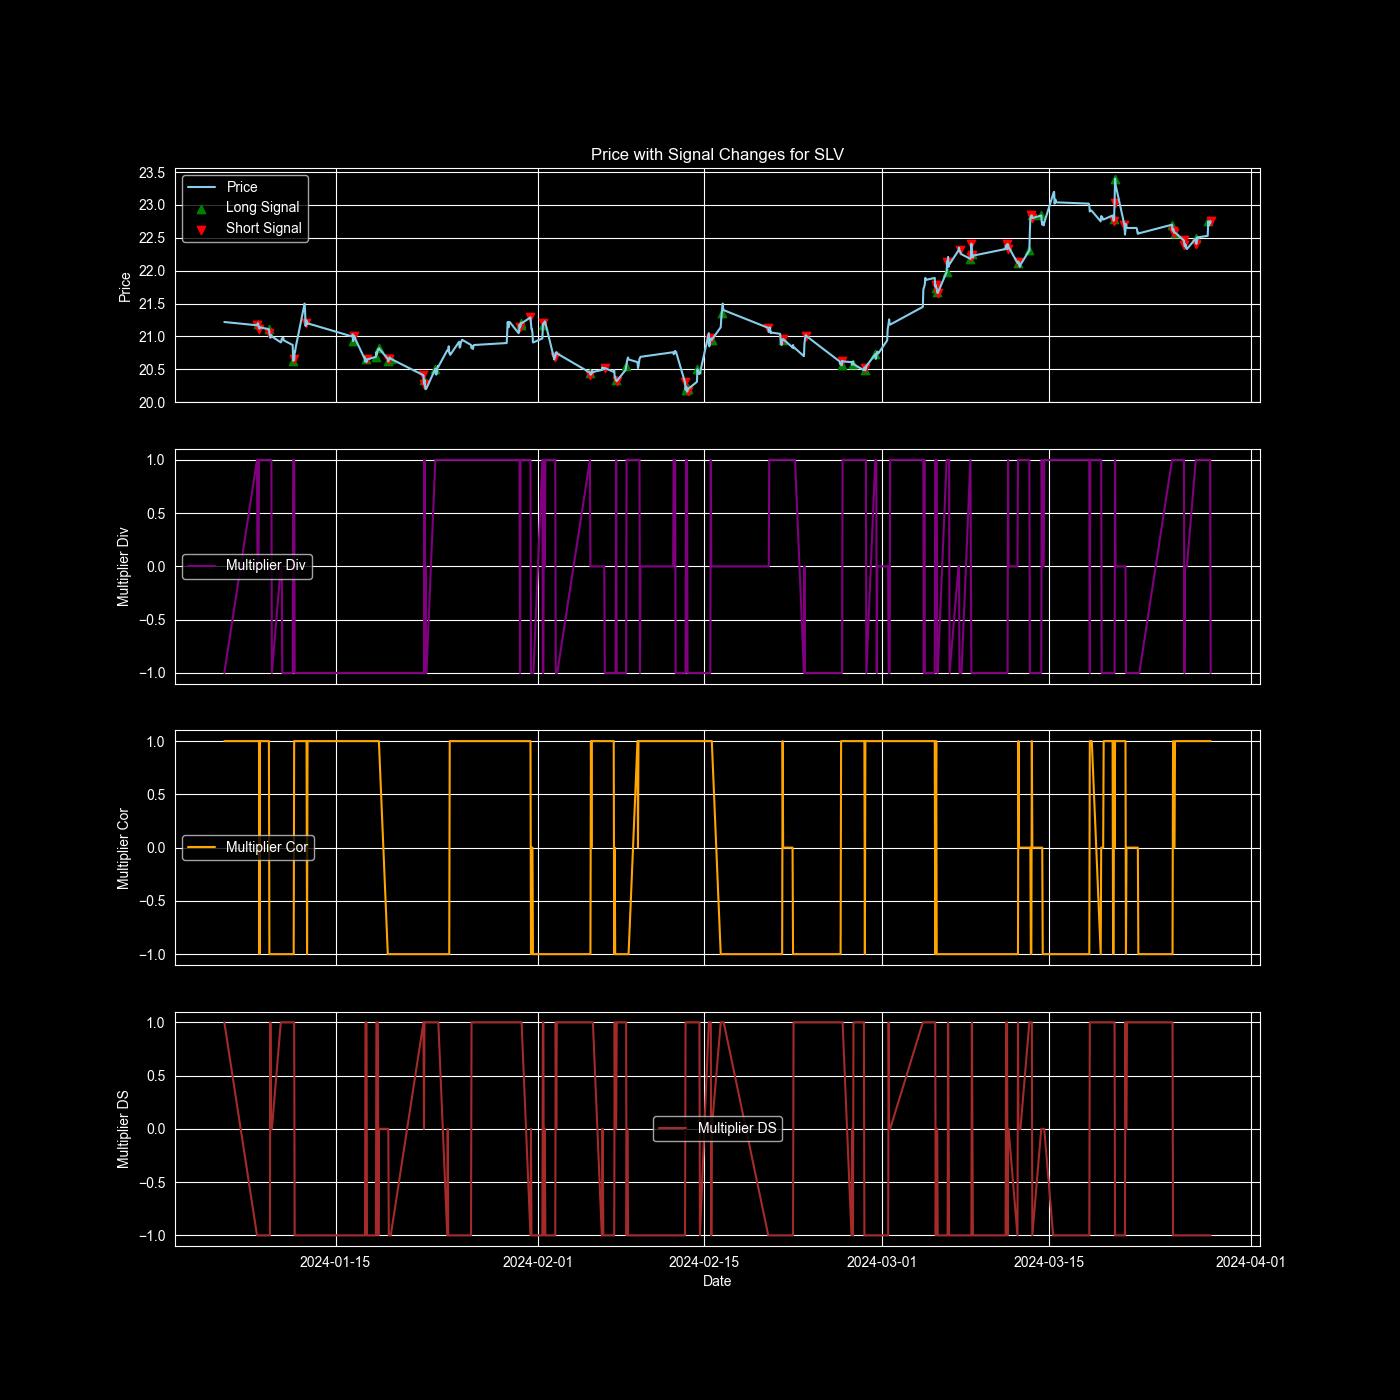 Price with Signal Changes for SLV
23.5
23.0
22.5
22.0
21.5
21.0
20.5
20.0
Price
Price
Long Signal
Short Signal
1.0
0.5
0.0
−0.5
−1.0
Multiplier Div
Multiplier Div
1.0
0.5
0.0
−0.5
−1.0
Multiplier Cor
Multiplier Cor
1.0
0.5
0.0
−0.5
−1.0
Multiplier DS
Multiplier DS
2024-01-15 2024-02-01 2024-02-15 2024-03-01 2024-03-15 2024-04-01
Date